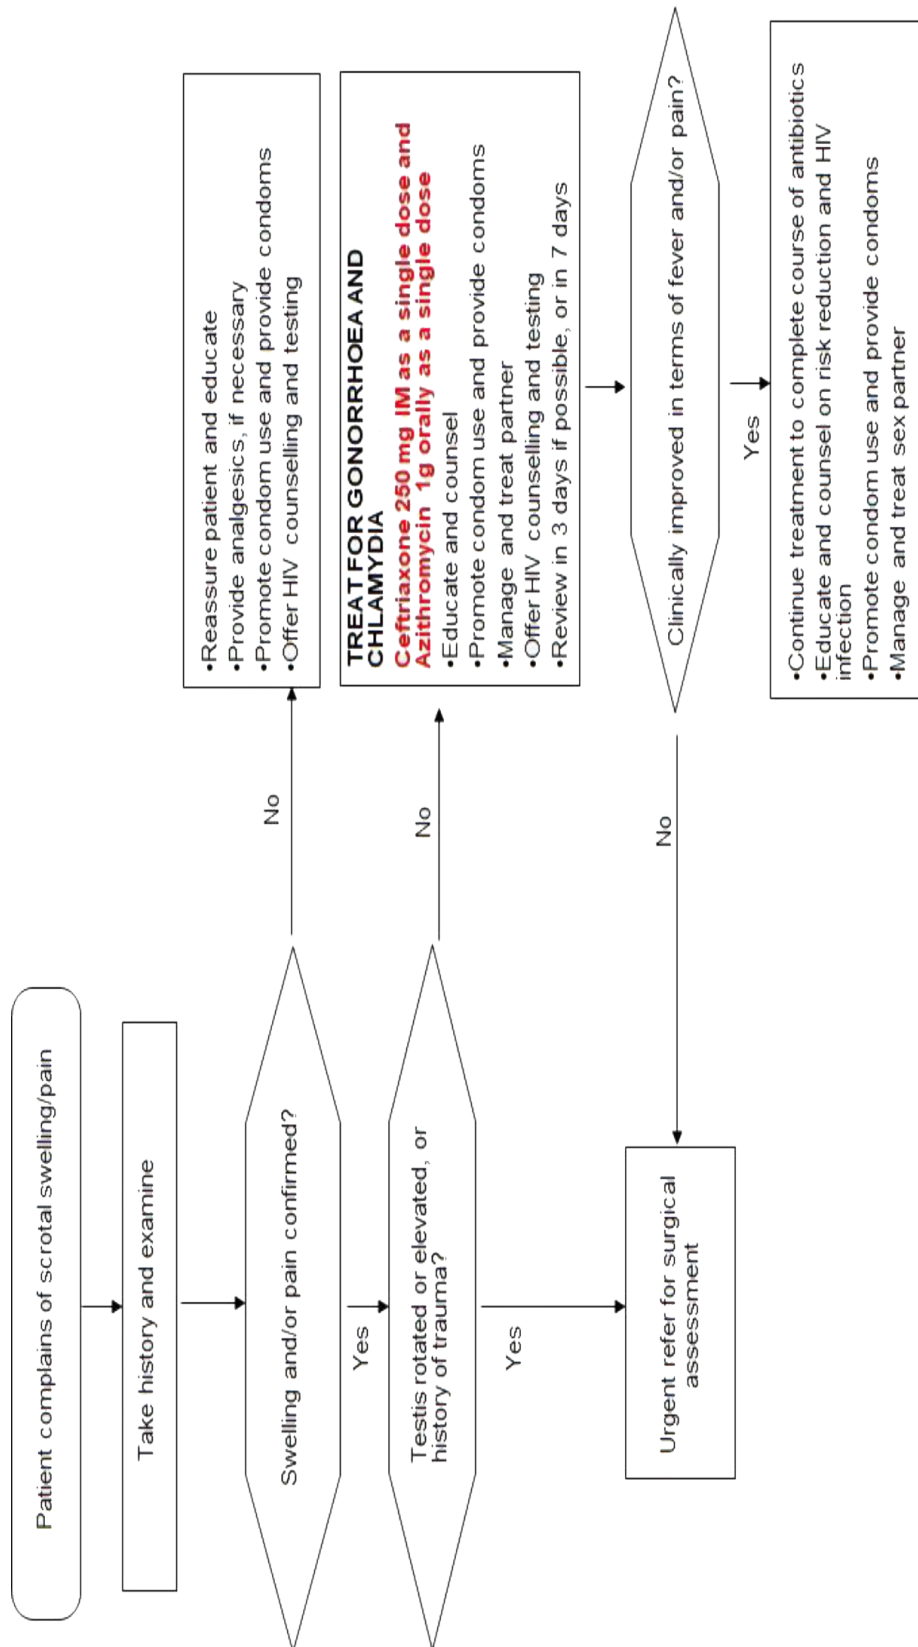 Patient complains of scrotal swelling/pain
Take history and examine
Swelling and/or pain confirmed?
No
•Reassure patient and educate
•Provide analgesics, if necessary
•Promote condom use and provide condoms
•Offer HIV counselling and testing
Yes
Testis rotated or elevated, or
history of trauma?
No
TREAT FOR GONORRHOEA AND
CHLAMYDIA
Ceftriaxone 250 mg IM as a single dose and
Azithromycin 1g orally as a single dose
•Educate and counsel
•Promote condom use and provide condoms
•Manage and treat partner
•Offer HIV counselling and testing
•Review in 3 days if possible, or in 7 days
Yes
Urgent refer for surgical
assessment
No
Clinically improved in terms of fever and/or pain?
Yes
•Continue treatment to complete course of antibiotics
•Educate and counsel on risk reduction and HIV
infection
•Promote condom use and provide condoms
•Manage and treat sex partner